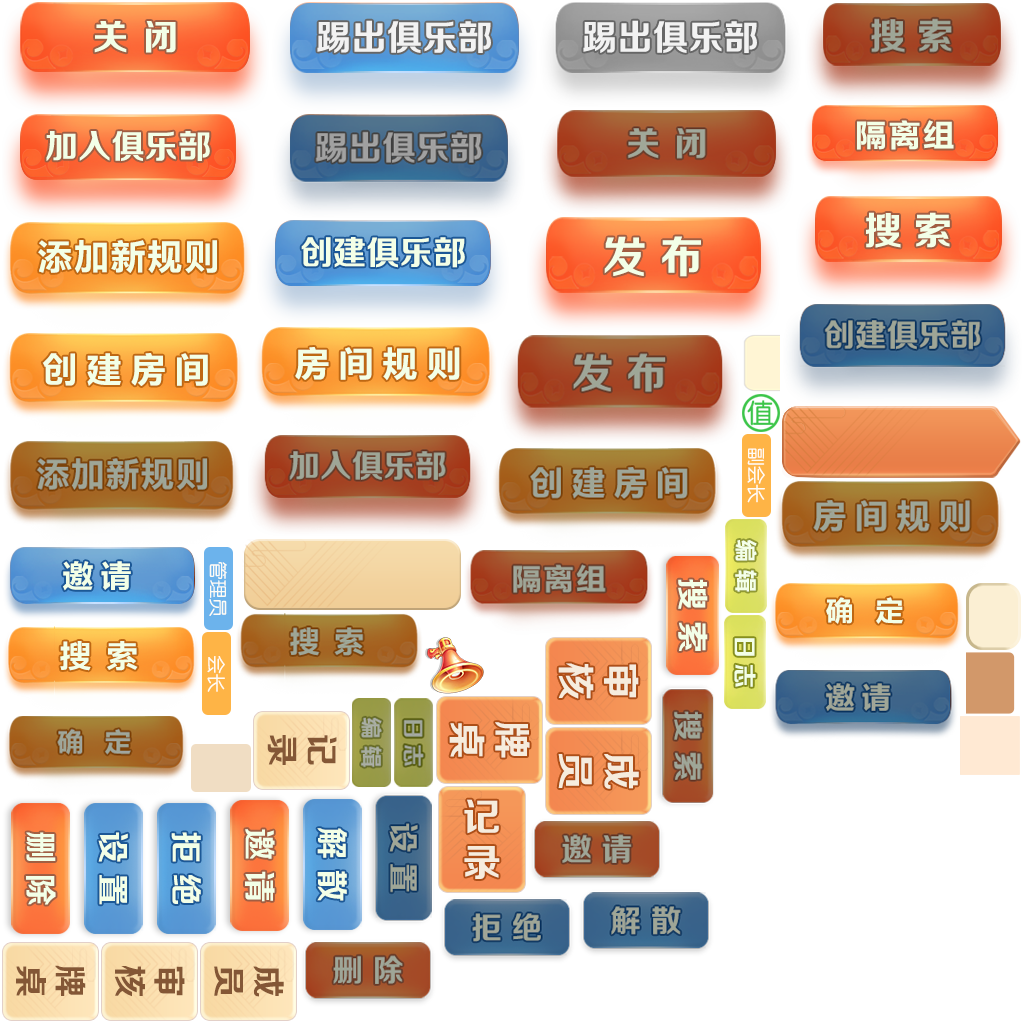 关 闭
踢出俱乐部
踢出俱乐部
搜 索
加入俱乐部
踢出俱乐部
关 闭
隔离组
添加新规则
创建俱乐部
发 布
搜 索
创建俱乐部
创建房间
房间规则
发 布
值
副会长
添加新规则
加入俱乐部
创建房间
房间规则
邀请
管理员
隔离组
搜索
编辑
确 定
搜 索
会长
搜 索
审核
日志
邀请
确 定
记录
编辑
日志
牌桌
成员
搜索
删除
设置
拒绝
邀请
解散
设置
记录
邀请
拒绝
解散
牌桌
审核
成员
删除